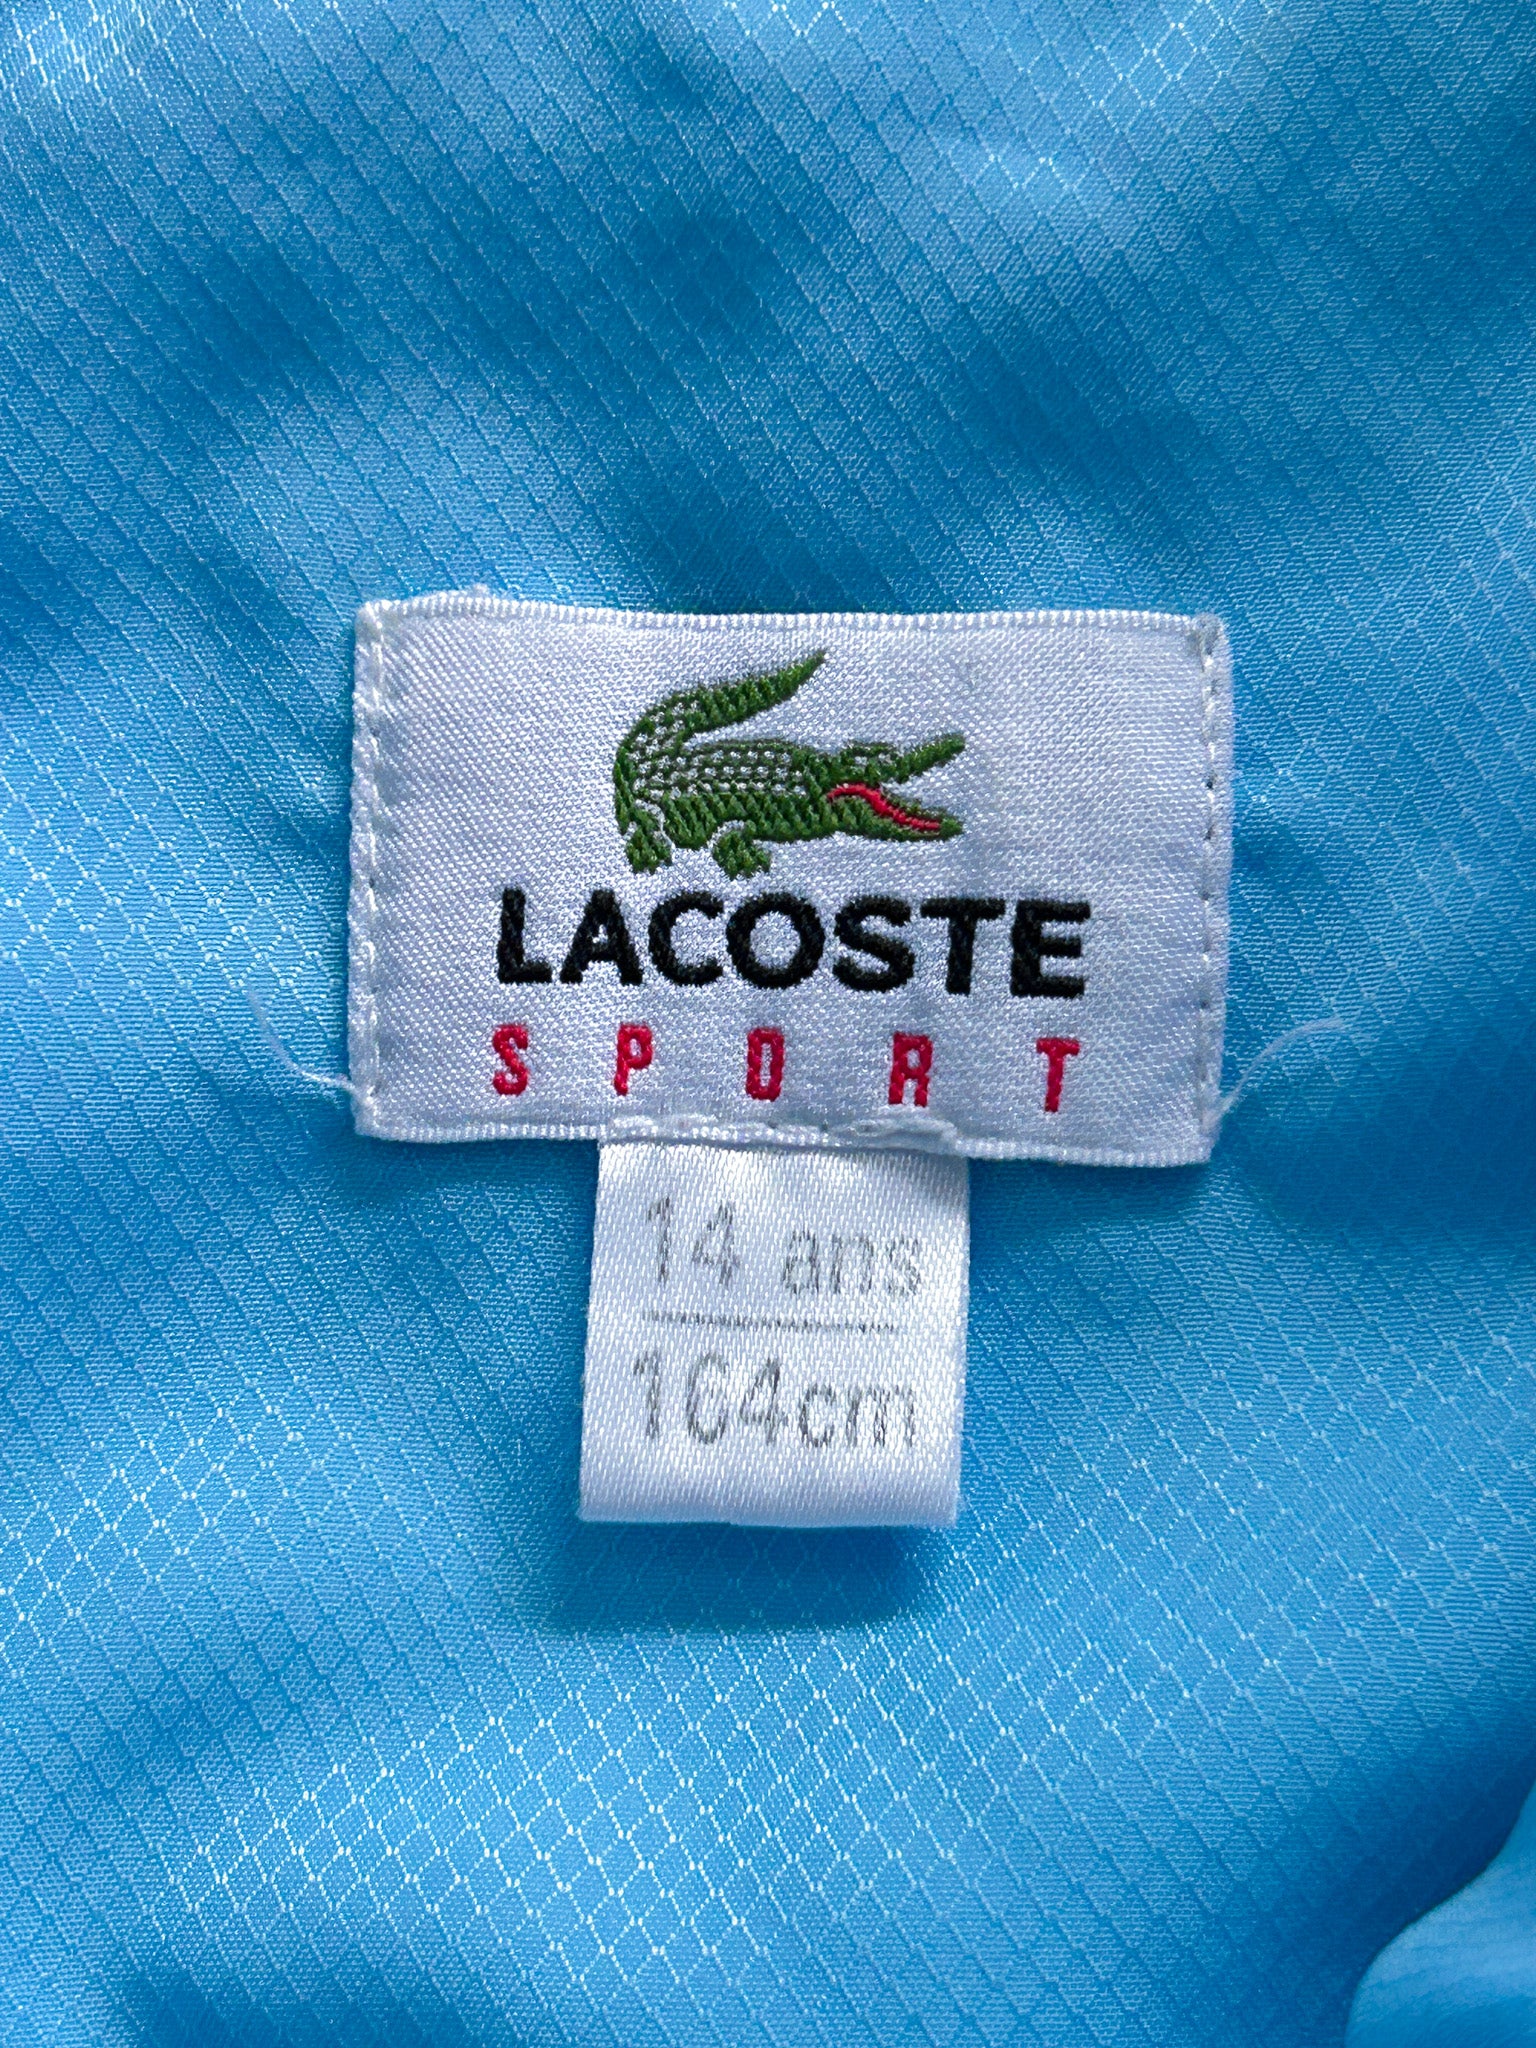 LACOSTE
SPORT
14 ans
164cm